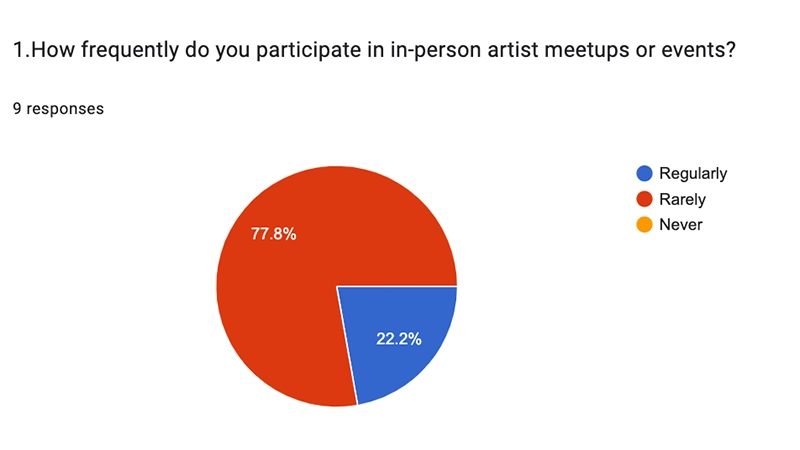 1.How frequently do you participate in in-person artist meetups or events?
9 responses
Regularly
Rarely
Never
77.8%
22.2%